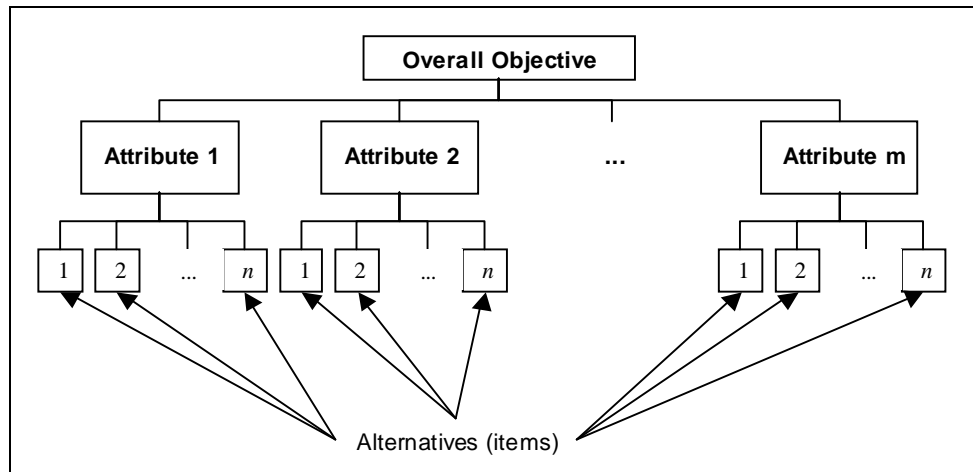 Overall Objective
Attribute 1 Attribute 2 ... Attribute m
1 2 ... n 1 2 ... n 1 2 ... n
Alternatives (items)